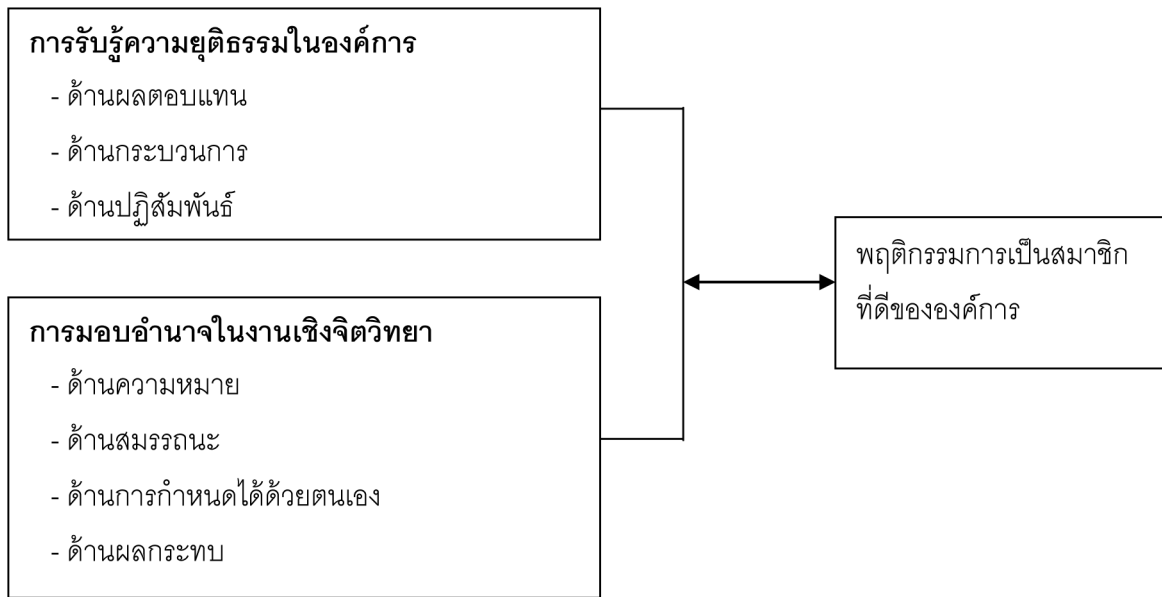 การรับรู้ความยุติธรรมในองค์การ
- ด้านผลตอบแทน
- ด้านกระบวนการ
- ด้านปฏิสัมพันธ์
การมอบอำนาจในงานเชิงจิตวิทยา
- ด้านความหมาย
- ด้านสมรรถนะ
- ด้านการกำหนดได้ด้วยตนเอง
- ด้านผลกระทบ
พฤติกรรมการเป็นสมาชิก
ที่ดีขององค์การ